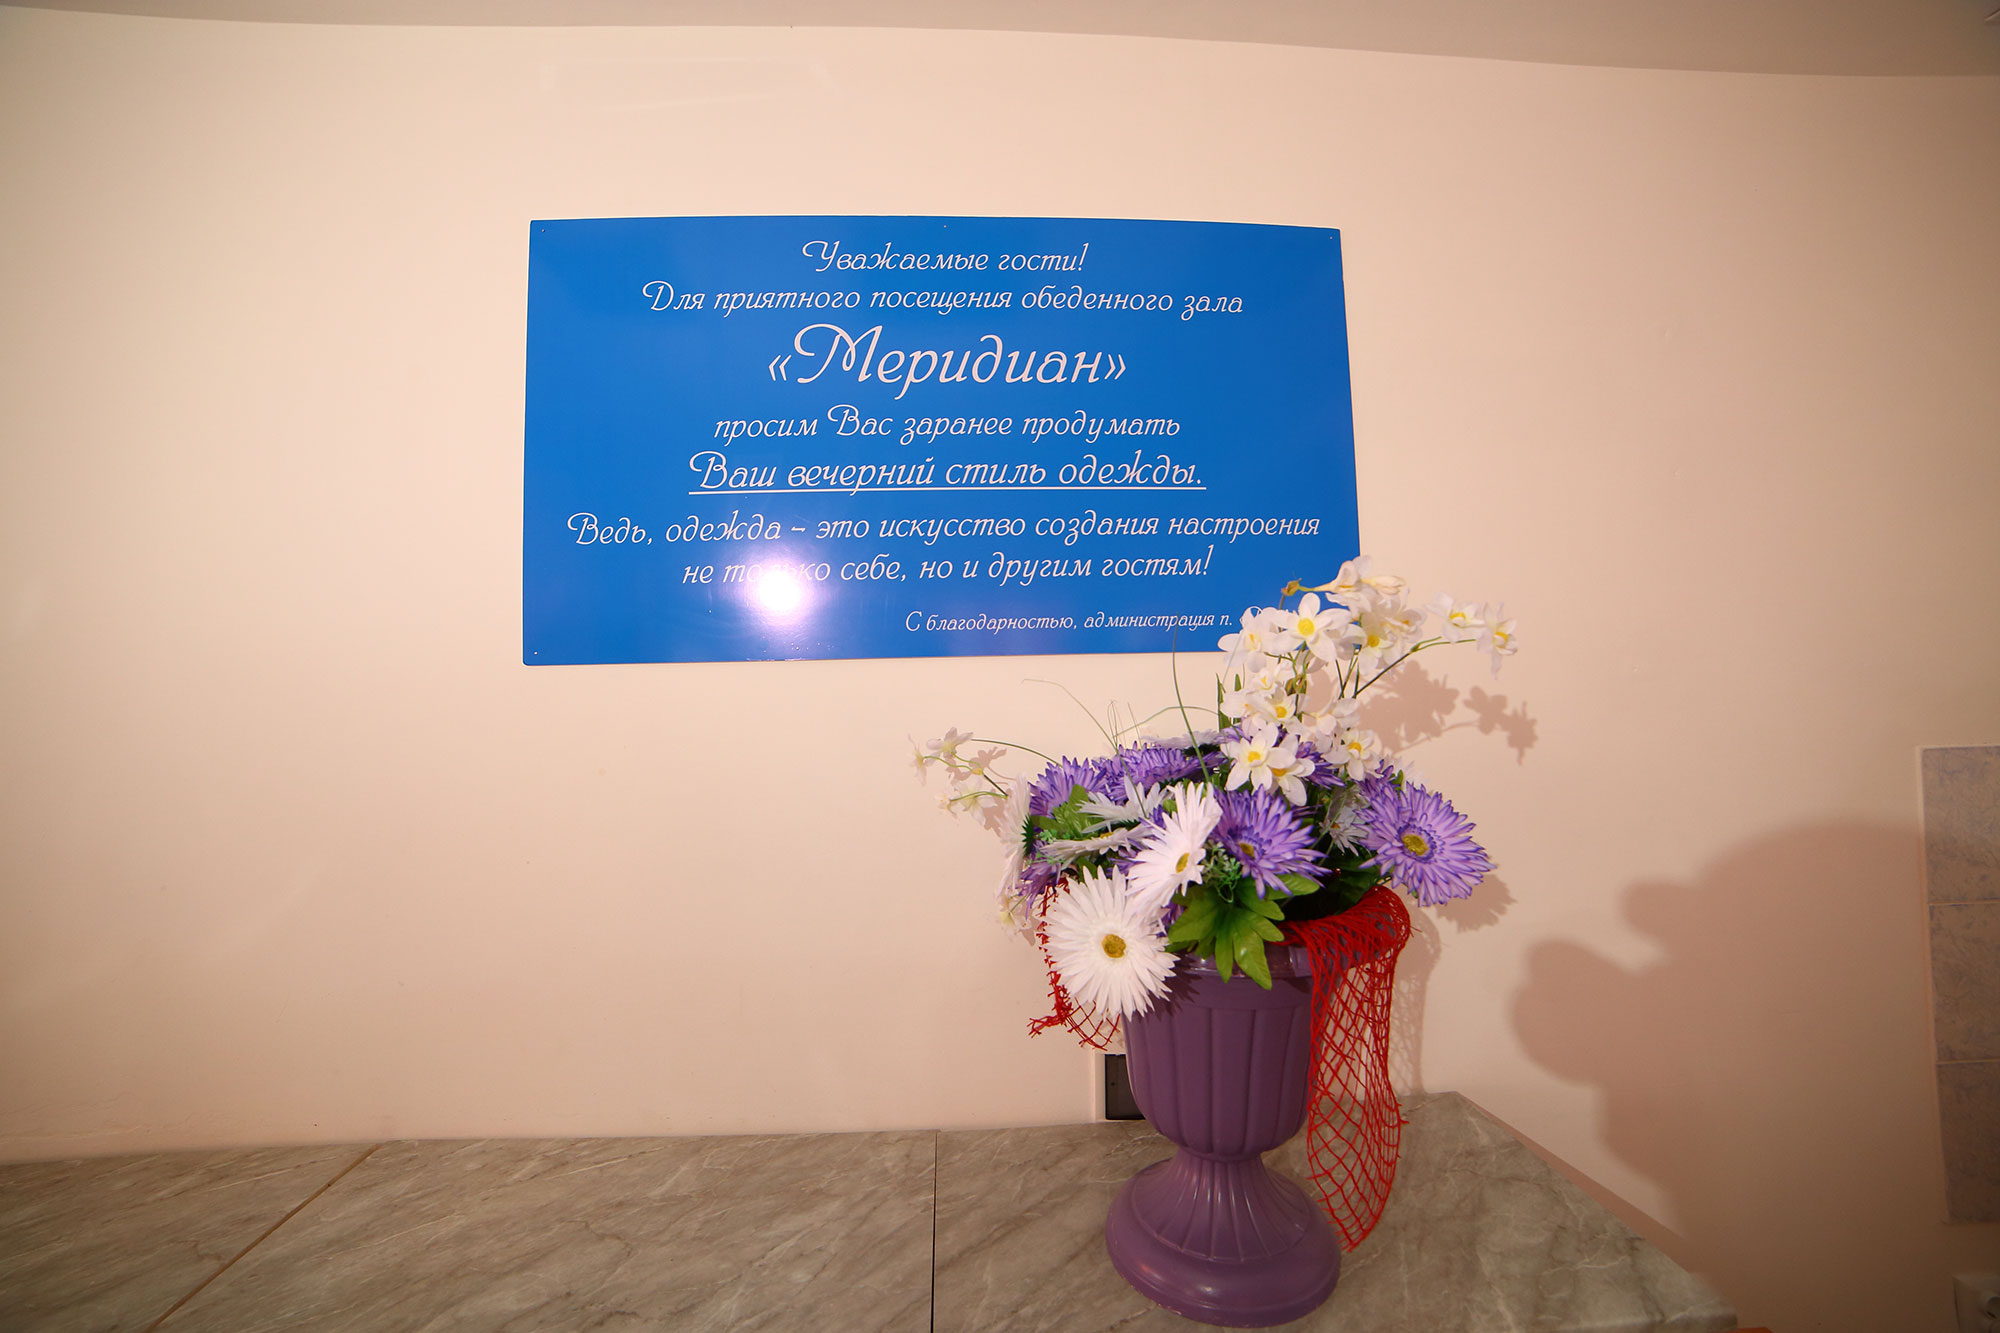 Уважаемые гости!
Для приятного посещения обеденного зала
«Меридиан»
просим Вас заранее продумать
Ваш вечерний стиль одежды.
Ведь, одежда – это искусство создания настроения
не только себе, но и другим гостям!
С благодарностью, администрация п.